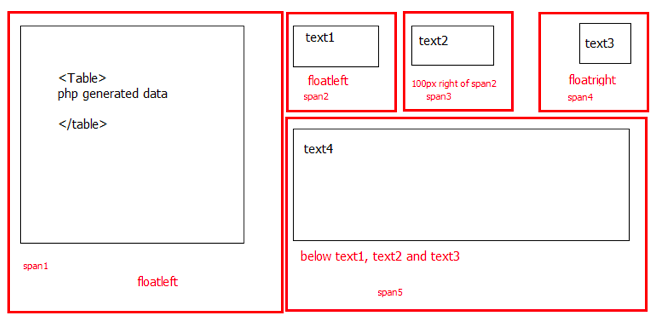 <Table>
php generated data
</table>
span1
floatleft
text1
floatleft
span2
text2
100px right of span2
span3
text3
floatright
span4
text4
below text1, text2 and text3
span5